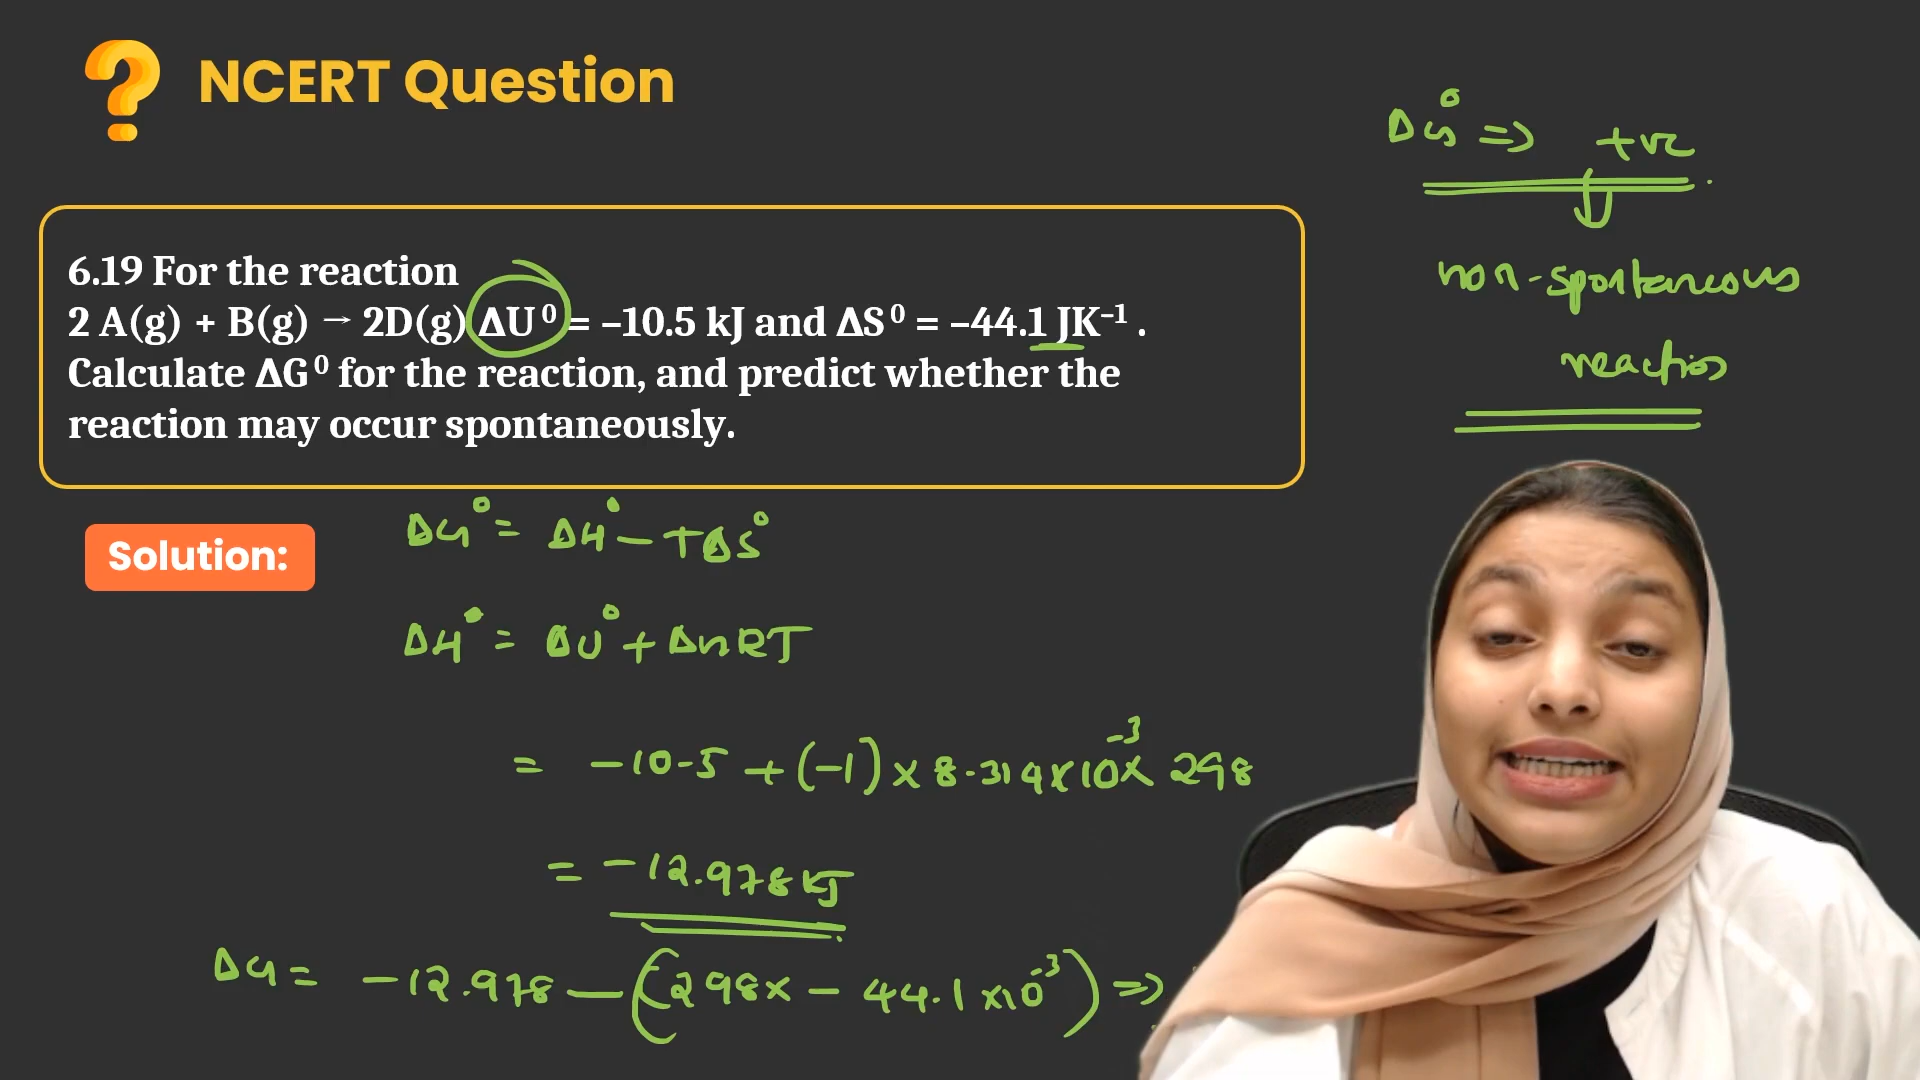 NCERT Question
6.19 For the reaction
2 A(g) + B(g) → 2D(g) ΔU⁰ = –10.5 kJ and ΔS⁰ = –44.1 JK⁻¹ .
Calculate ΔG⁰ for the reaction, and predict whether the
reaction may occur spontaneously.
ΔG° ⇒ +ve
non-spontaneous
reaction
Solution:
ΔG° = ΔH° – TΔS°
ΔH° = ΔU° + ΔnRT
= –10.5 + (–1) × 8.314 × 10⁻³ × 298
= –12.978 kJ
ΔG = –12.978 – (298 × – 44.1 × 10⁻³) ⇒